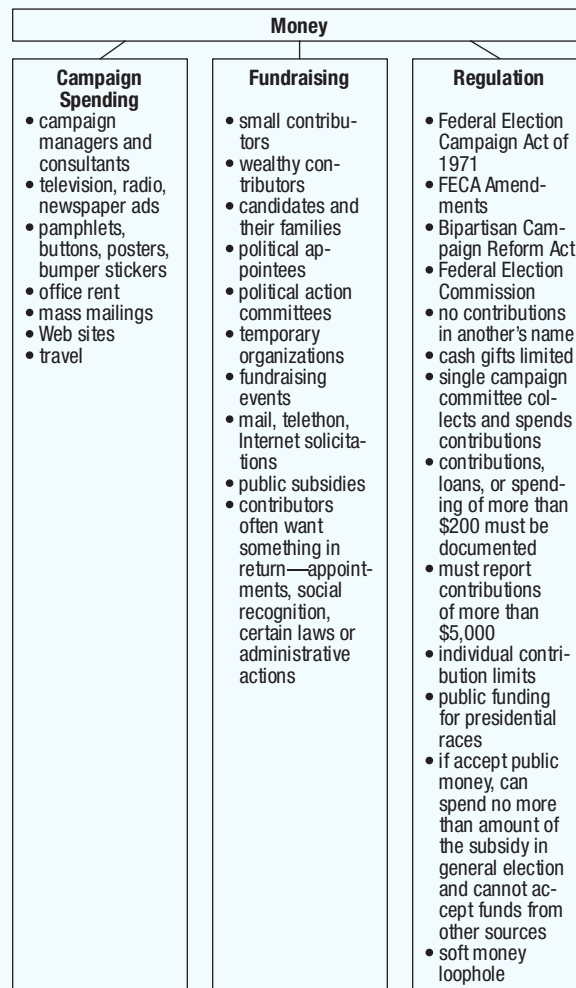 Money
Campaign
Spending
• campaign
managers and
consultants
• television, radio,
newspaper ads
• pamphlets,
buttons, posters,
bumper stickers
• office rent
• mass mailings
• Web sites
• travel
Fundraising
• small contribu-
tors
• wealthy con-
tributors
• candidates and
their families
• political ap-
pointees
• political action
committees
• temporary
organizations
• fundraising
events
• mail, telethon,
Internet solicita-
tions
• public subsidies
• contributors
often want
something in
return—appoint-
ments, social
recognition,
certain laws or
administrative
actions
Regulation
• Federal Election
Campaign Act of
1971
• FECA Amend-
ments
• Bipartisan Cam-
paign Reform Act
• Federal Election
Commission
• no contributions
in another's name
• cash gifts limited
• single campaign
committee col-
lects and spends
contributions
• contributions,
loans, or spend-
ing of more than
$200 must be
documented
• must report
contributions
of more than
$5,000
• individual contri-
bution limits
• public funding
for presidential
races
• if accept public
money, can
spend no more
than amount of
the subsidy in
general election
and cannot ac-
cept funds from
other sources
• soft money
loophole